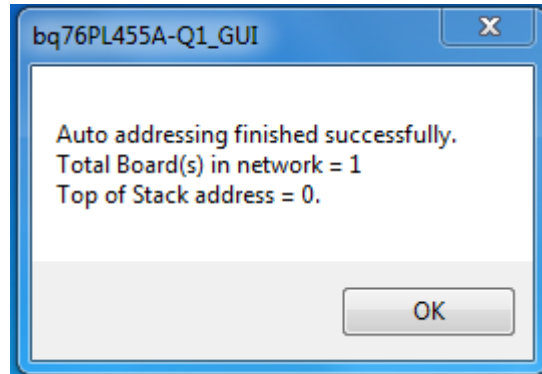 bq76PL455A-Q1_GUI
Auto addressing finished successfully.
Total Board(s) in network = 1
Top of Stack address = 0.
OK